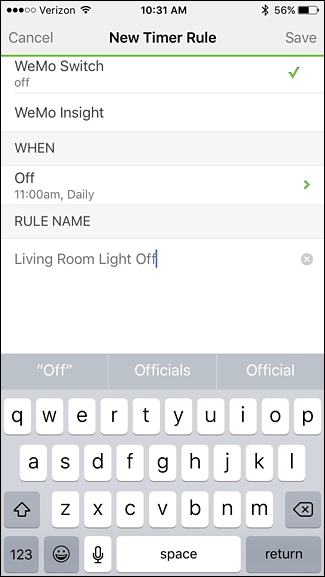 Verizon 10:31 AM 56%
Cancel New Timer Rule Save
WeMo Switch
off
WeMo Insight
WHEN
Off
11:00am, Daily
RULE NAME
Living Room Light Off
“Off” Officials Official
q w e r t y u i o p
a s d f g h j k l
z x c v b n m
123 space return